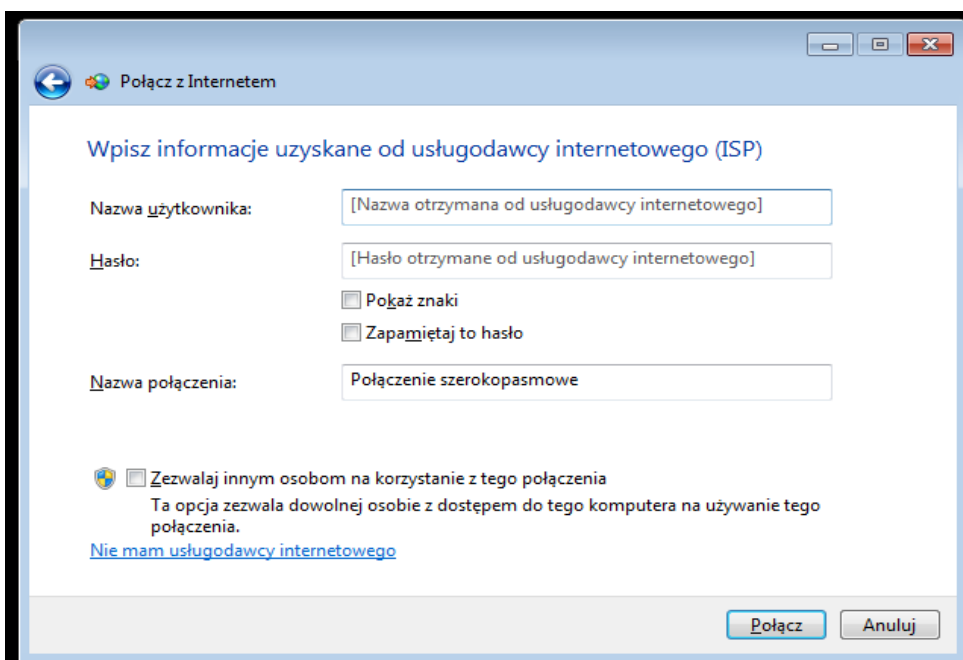 Połącz z Internetem
Wpisz informacje uzyskane od usługodawcy internetowego (ISP)
Nazwa użytkownika: [Nazwa otrzymana od usługodawcy internetowego]
Hasło: [Hasło otrzymane od usługodawcy internetowego]
Pokaż znaki
Zapamiętaj to hasło
Nazwa połączenia: Połączenie szerokopasmowe
Zezwalaj innym osobom na korzystanie z tego połączenia
Ta opcja zezwala dowolnej osobie z dostępem do tego komputera na używanie tego
połączenia.
Nie mam usługodawcy internetowego
Połącz Anuluj